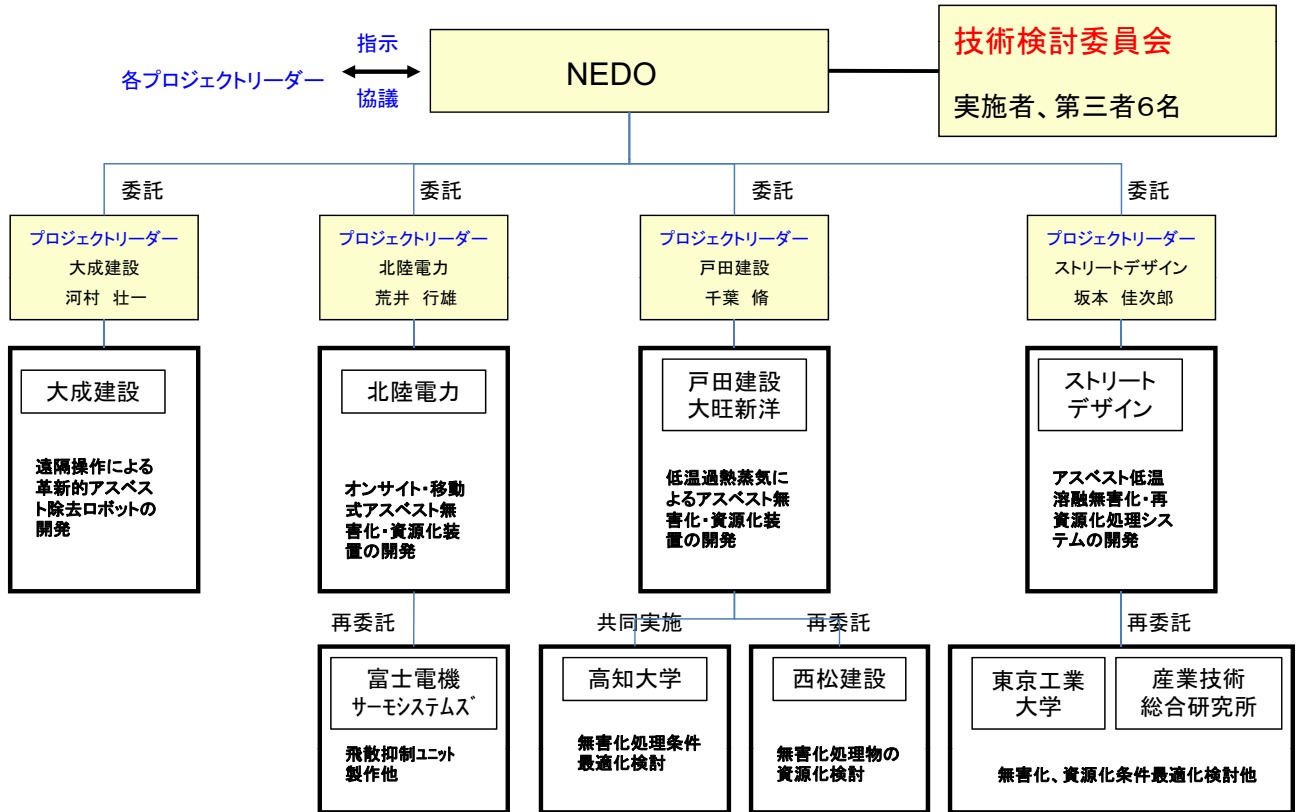 指示
各プロジェクトリーダー
協議
NEDO
技術検討委員会
実施者、第三者6名
委託
委託
委託
委託
プロジェクトリーダー
大成建設
河村 壮一
プロジェクトリーダー
北陸電力
荒井 行雄
プロジェクトリーダー
戸田建設
千葉 脩
プロジェクトリーダー
ストリートデザイン
坂本 佳次郎
大成建設
遠隔操作による
革新的アスベス
ト除去ロボットの
開発
北陸電力
オンサイト・移動
式アスベスト無
害化・資源化装
置の開発
戸田建設
大旺新洋
低温過熱蒸気に
よるアスベスト無
害化・資源化装
置の開発
ストリート
デザイン
アスベスト低温
溶融無害化・再
資源化処理シス
テムの開発
再委託
共同実施
再委託
再委託
富士電機
サーモシステムズ
飛散抑制ユニット
製作他
高知大学
無害化処理条件
最適化検討
西松建設
無害化処理物の
資源化検討
東京工業
大学
産業技術
総合研究所
無害化、資源化条件最適化検討他